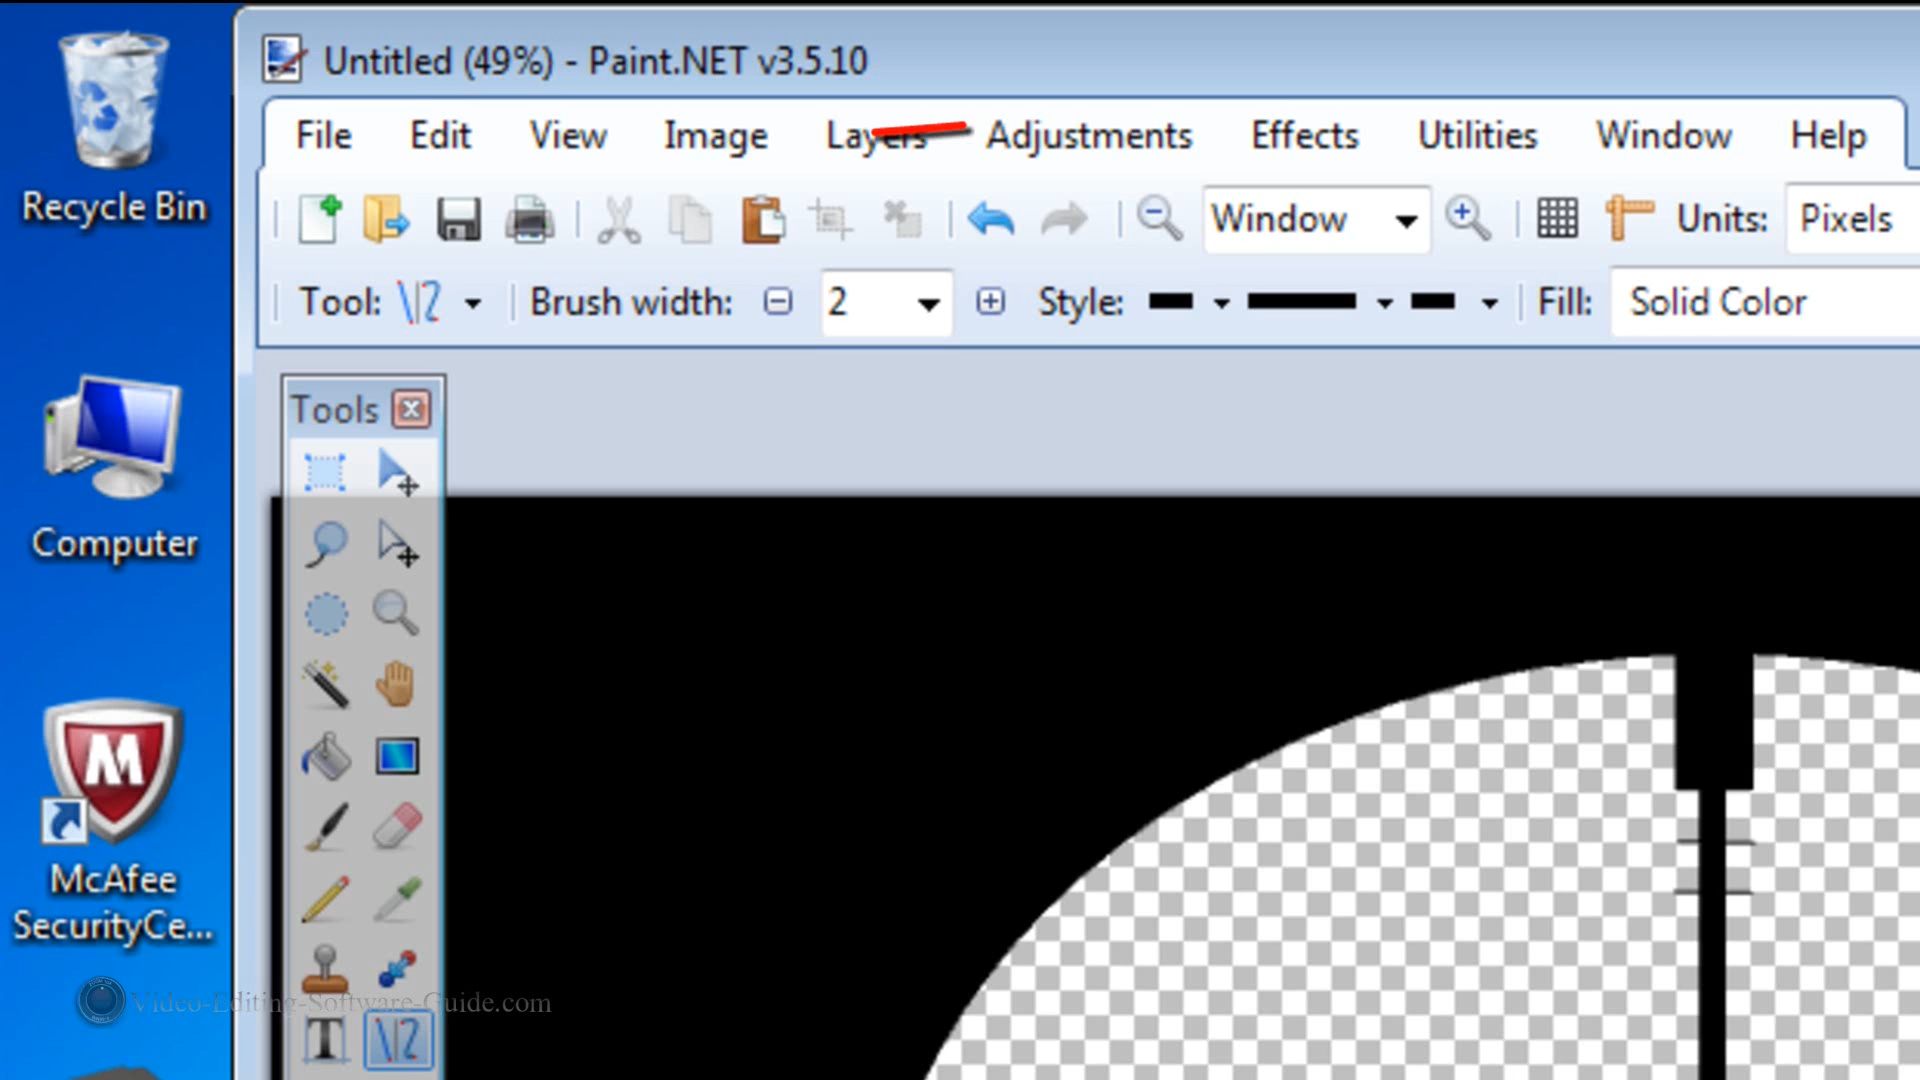 Untitled (49%) - Paint.NET v3.5.10
File Edit View Image Layers Adjustments Effects Utilities Window Help
Window Units: Pixels
Tool: Brush width: 2 Style: Fill: Solid Color
Tools
Recycle Bin
Computer
M
McAfee
SecurityCe...
Video-Editing-Software-Guide.com
T